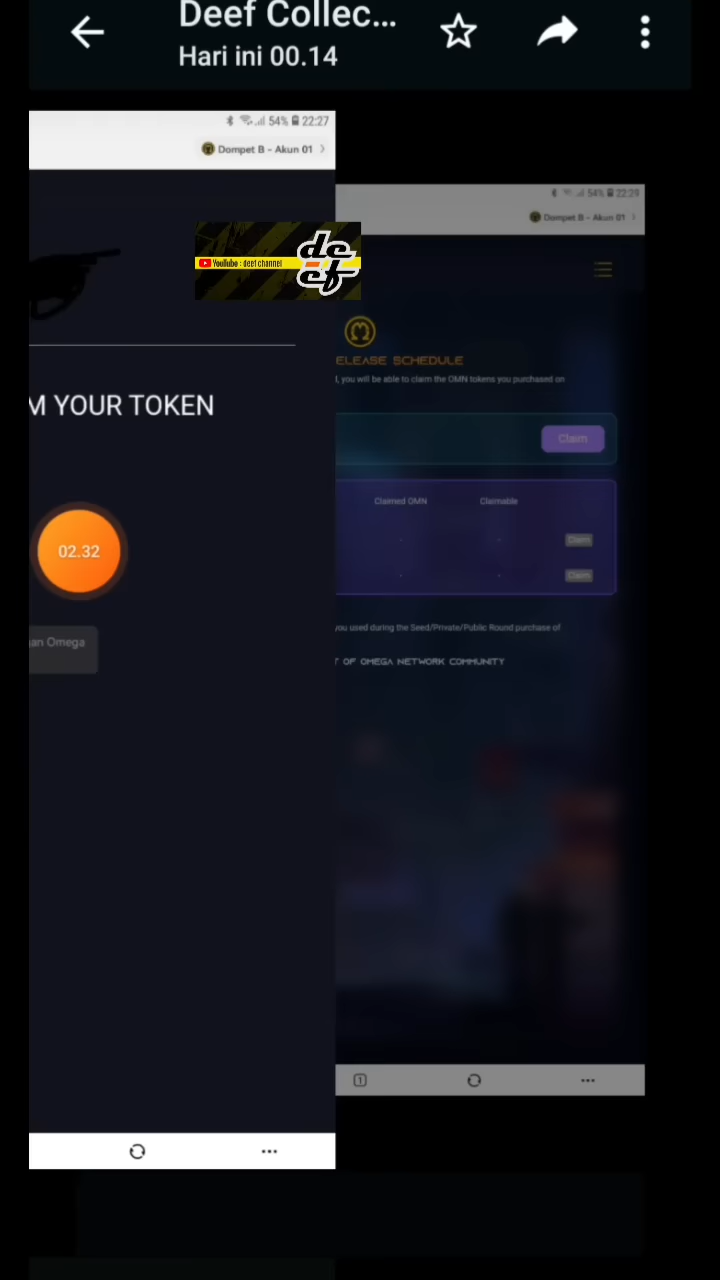 Deef Collec...
Hari ini 00.14
54% 22:27
Dompet B - Akun 01
54% 22:29
Dompet B - Akun 01
YouTube : deef channel
deef
ELEASE SCHEDULE
, you will be able to claim the OMN tokens you purchased on
M YOUR TOKEN
Claim
Claimed OMN
Claimable
Claim
Claim
02.32
you used during the Seed/Private/Public Round purchase of
an Omega
T OF OMEGA NETWORK COMMUNITY
1